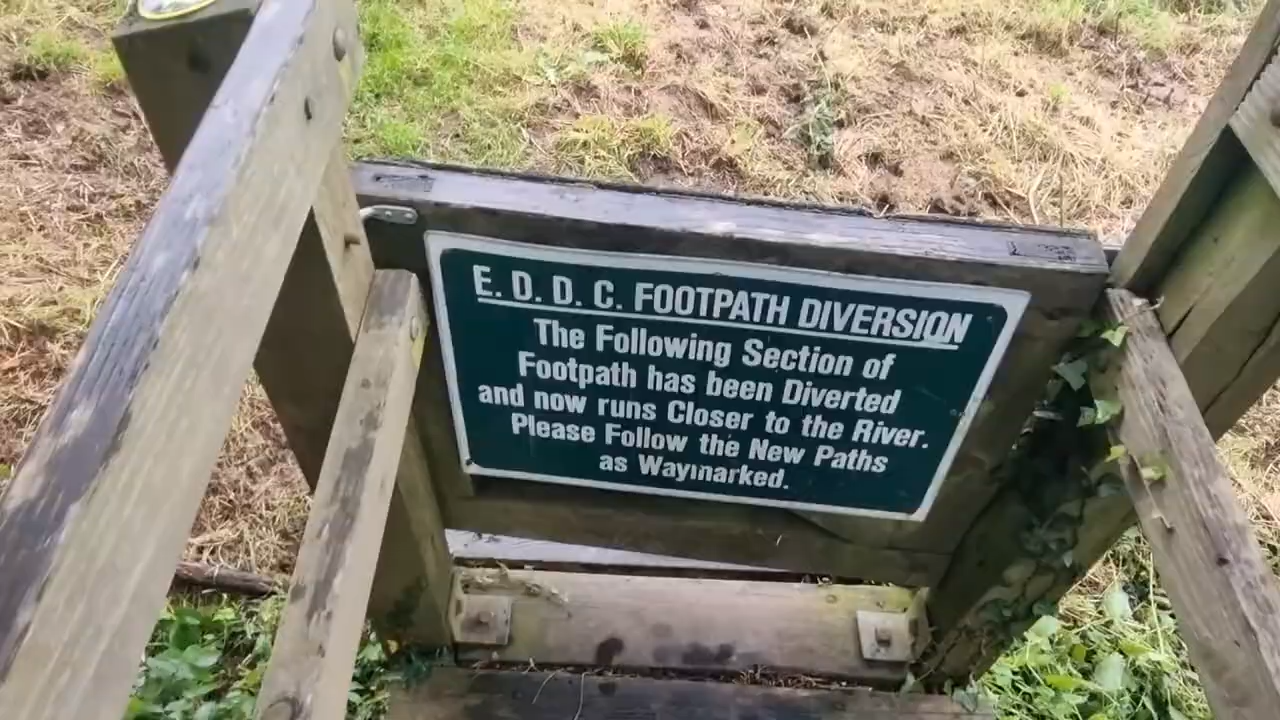 E. D. D. C. FOOTPATH DIVERSION
The Following Section of
Footpath has been Diverted
and now runs Closer to the River.
Please Follow the New Paths
as Waymarked.